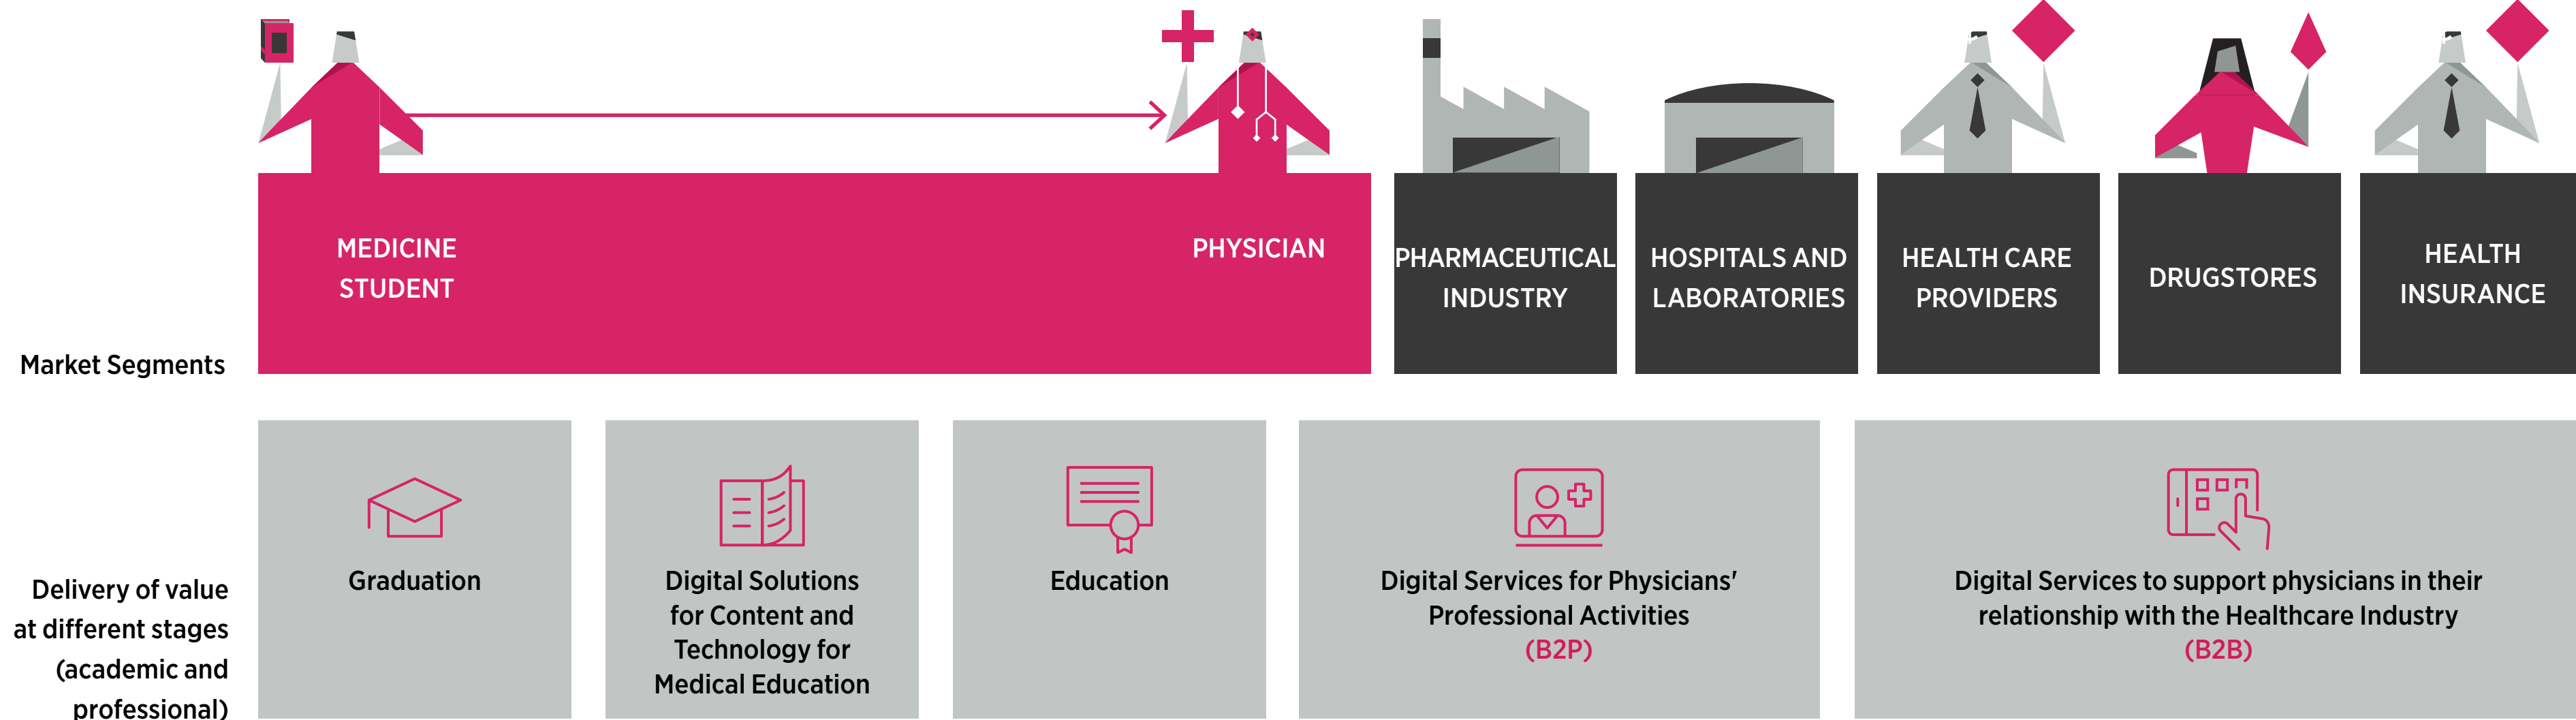 MEDICINE
STUDENT
PHYSICIAN
PHARMACEUTICAL
INDUSTRY
HOSPITALS AND
LABORATORIES
HEALTH CARE
PROVIDERS
DRUGSTORES
HEALTH
INSURANCE
Market Segments
Delivery of value
at different stages
(academic and
professional)
Graduation
Digital Solutions
for Content and
Technology for
Medical Education
Education
Digital Services for Physicians'
Professional Activities
(B2P)
Digital Services to support physicians in their
relationship with the Healthcare Industry
(B2B)